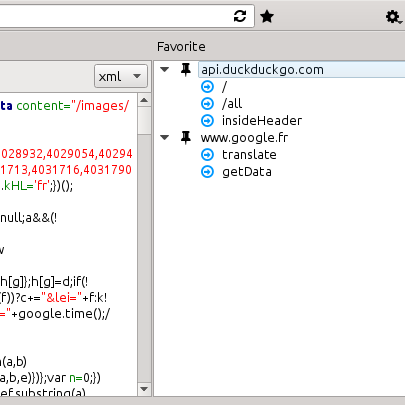 Favorite
xml
ta content="/images/
028932,4029054,40294
1713,4031716,4031790
.kHL='fr';})();
null;a&&(!
h[g]};h[g]=d;if(!
f))?c+="&lei="+f:k!
="+google.time();/
(a,b)
a,b,e)})};var n=0;})
ef.substring(a)
api.duckduckgo.com
/
/all
insideHeader
www.google.fr
translate
getData